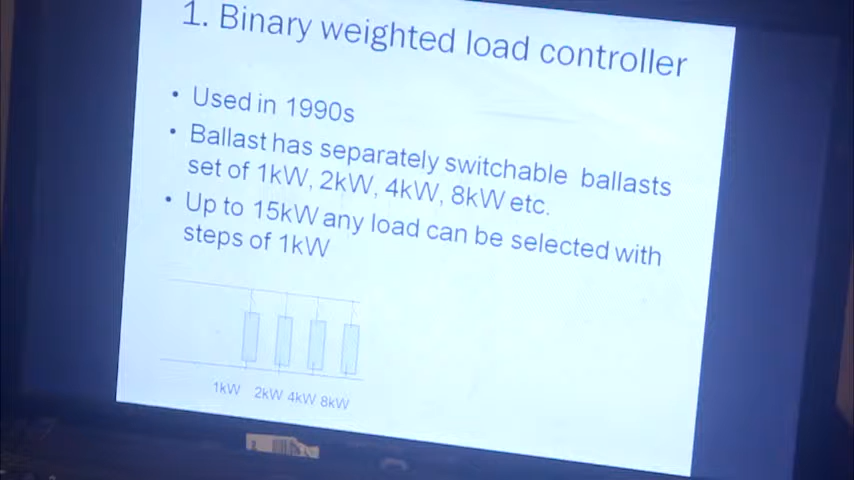 1. Binary weighted load controller
• Used in 1990s
• Ballast has separately switchable ballasts
set of 1kW, 2kW, 4kW, 8kW etc.
• Up to 15kW any load can be selected with
steps of 1kW
1kW 2kW 4kW 8kW